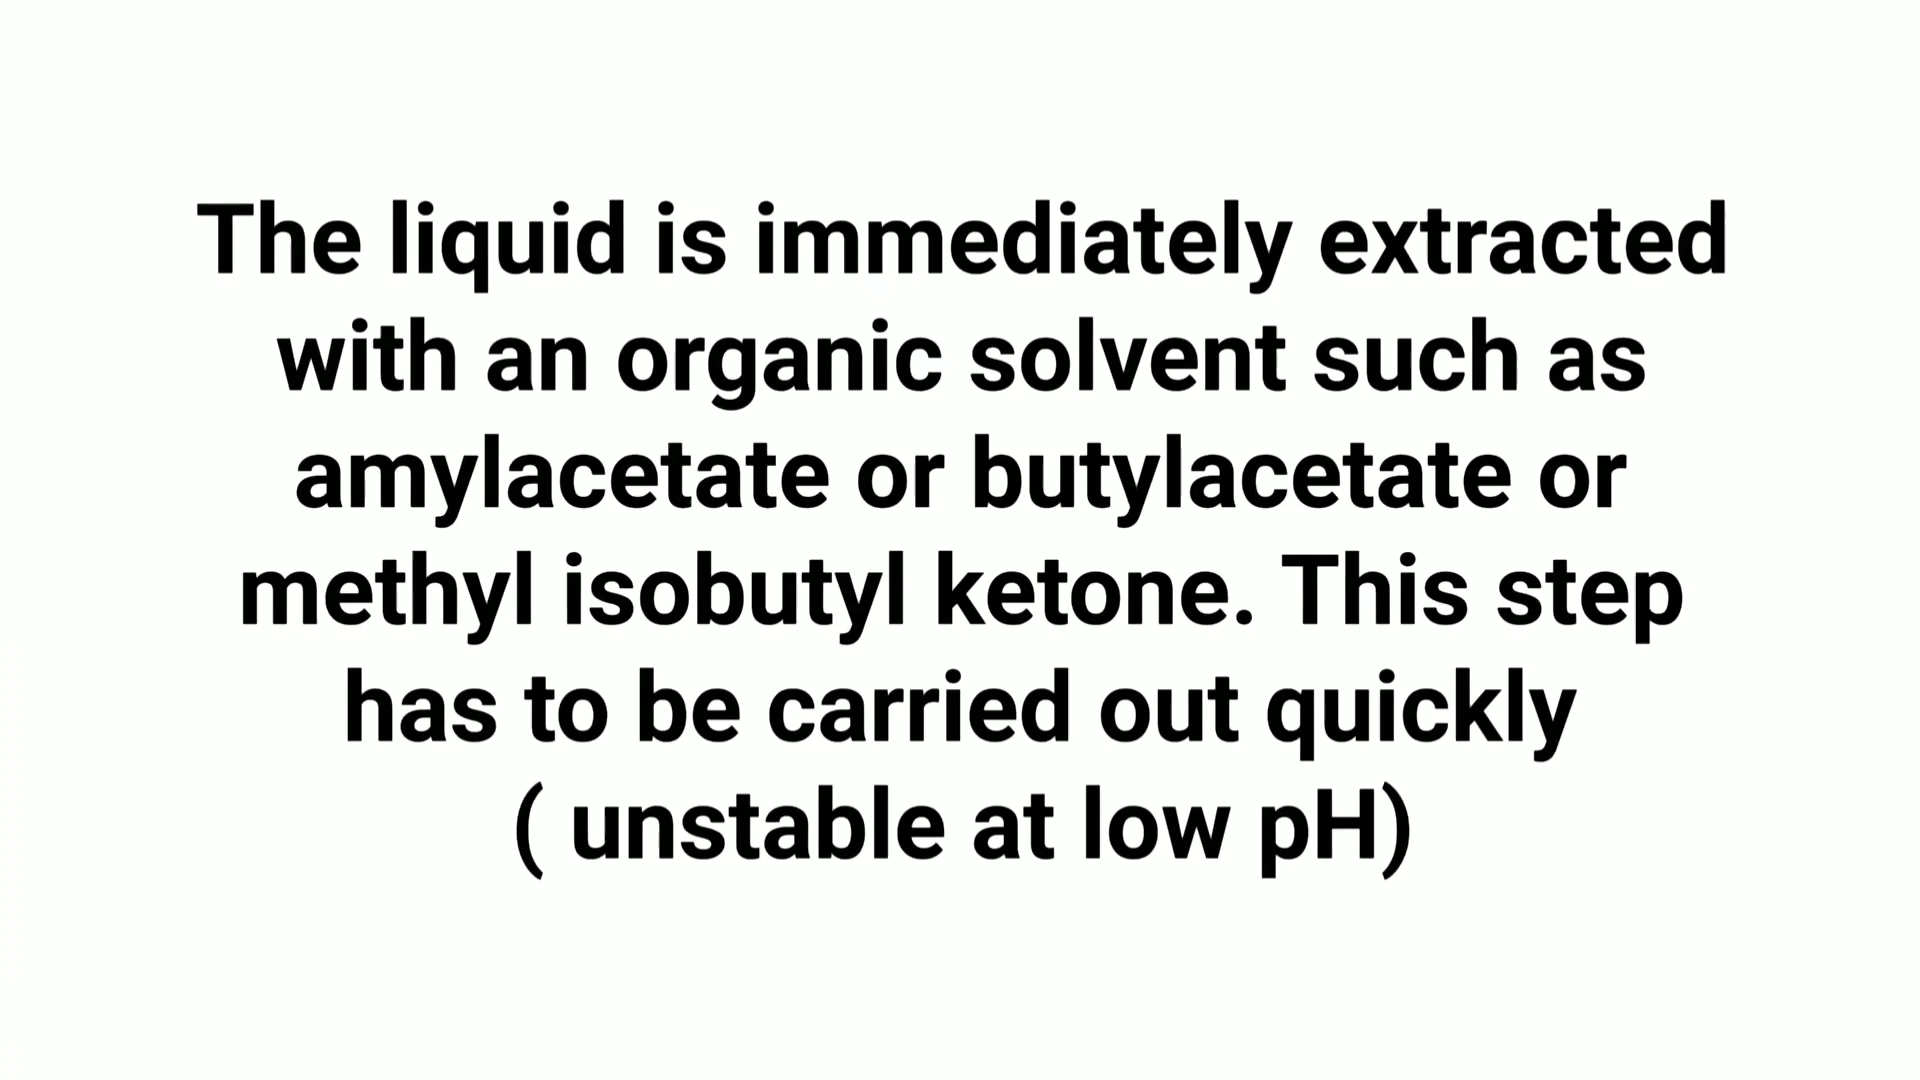 The liquid is immediately extracted
with an organic solvent such as
amylacetate or butylacetate or
methyl isobutyl ketone. This step
has to be carried out quickly
( unstable at low pH)